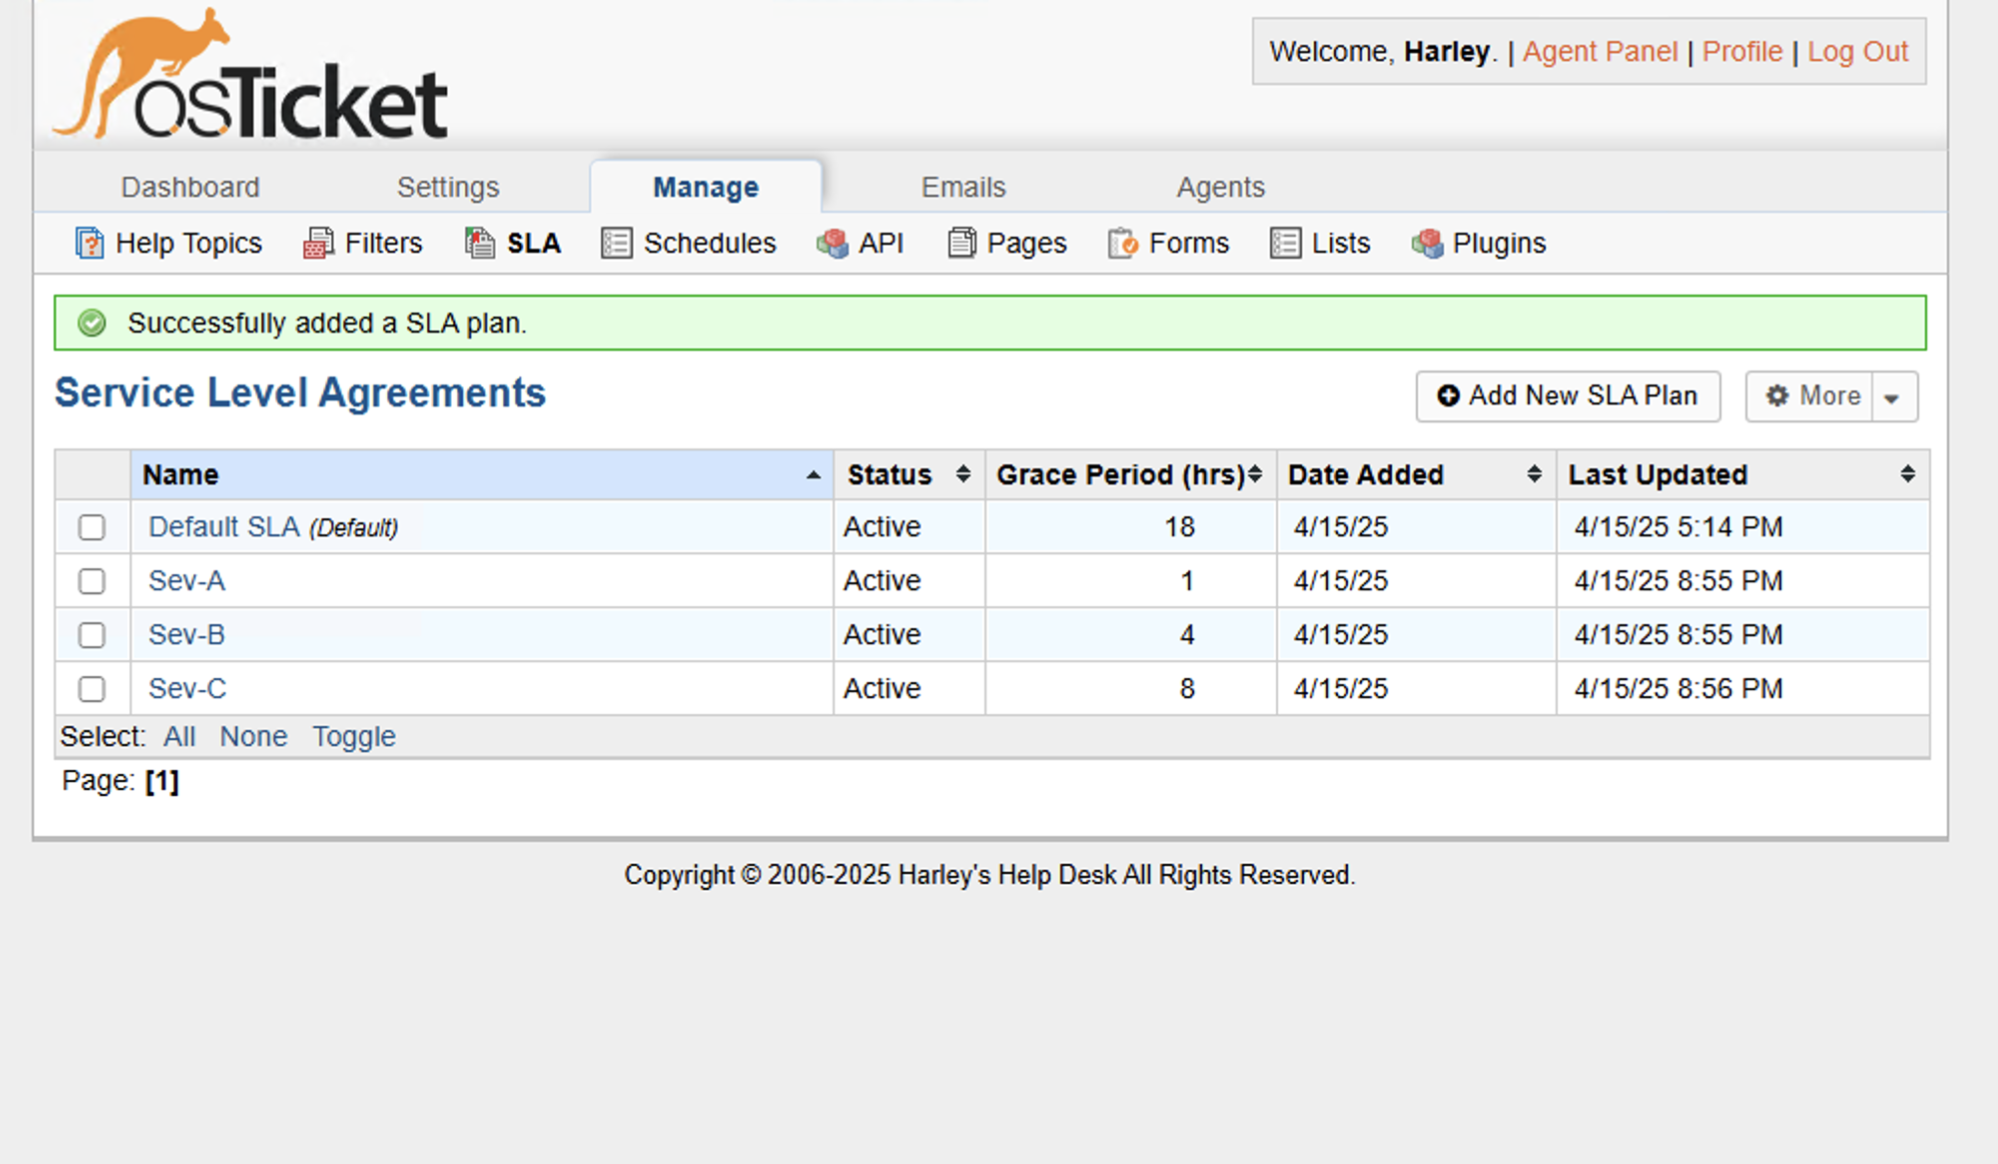 osTicket
Welcome, Harley. | Agent Panel | Profile | Log Out
Dashboard Settings Manage Emails Agents
Help Topics Filters SLA Schedules API Pages Forms Lists Plugins
Successfully added a SLA plan.
Service Level Agreements
Add New SLA Plan More
Name Status Grace Period (hrs) Date Added Last Updated
Default SLA (Default) Active 18 4/15/25 4/15/25 5:14 PM
Sev-A Active 1 4/15/25 4/15/25 8:55 PM
Sev-B Active 4 4/15/25 4/15/25 8:55 PM
Sev-C Active 8 4/15/25 4/15/25 8:56 PM
Select: All None Toggle
Page: [1]
Copyright © 2006-2025 Harley's Help Desk All Rights Reserved.